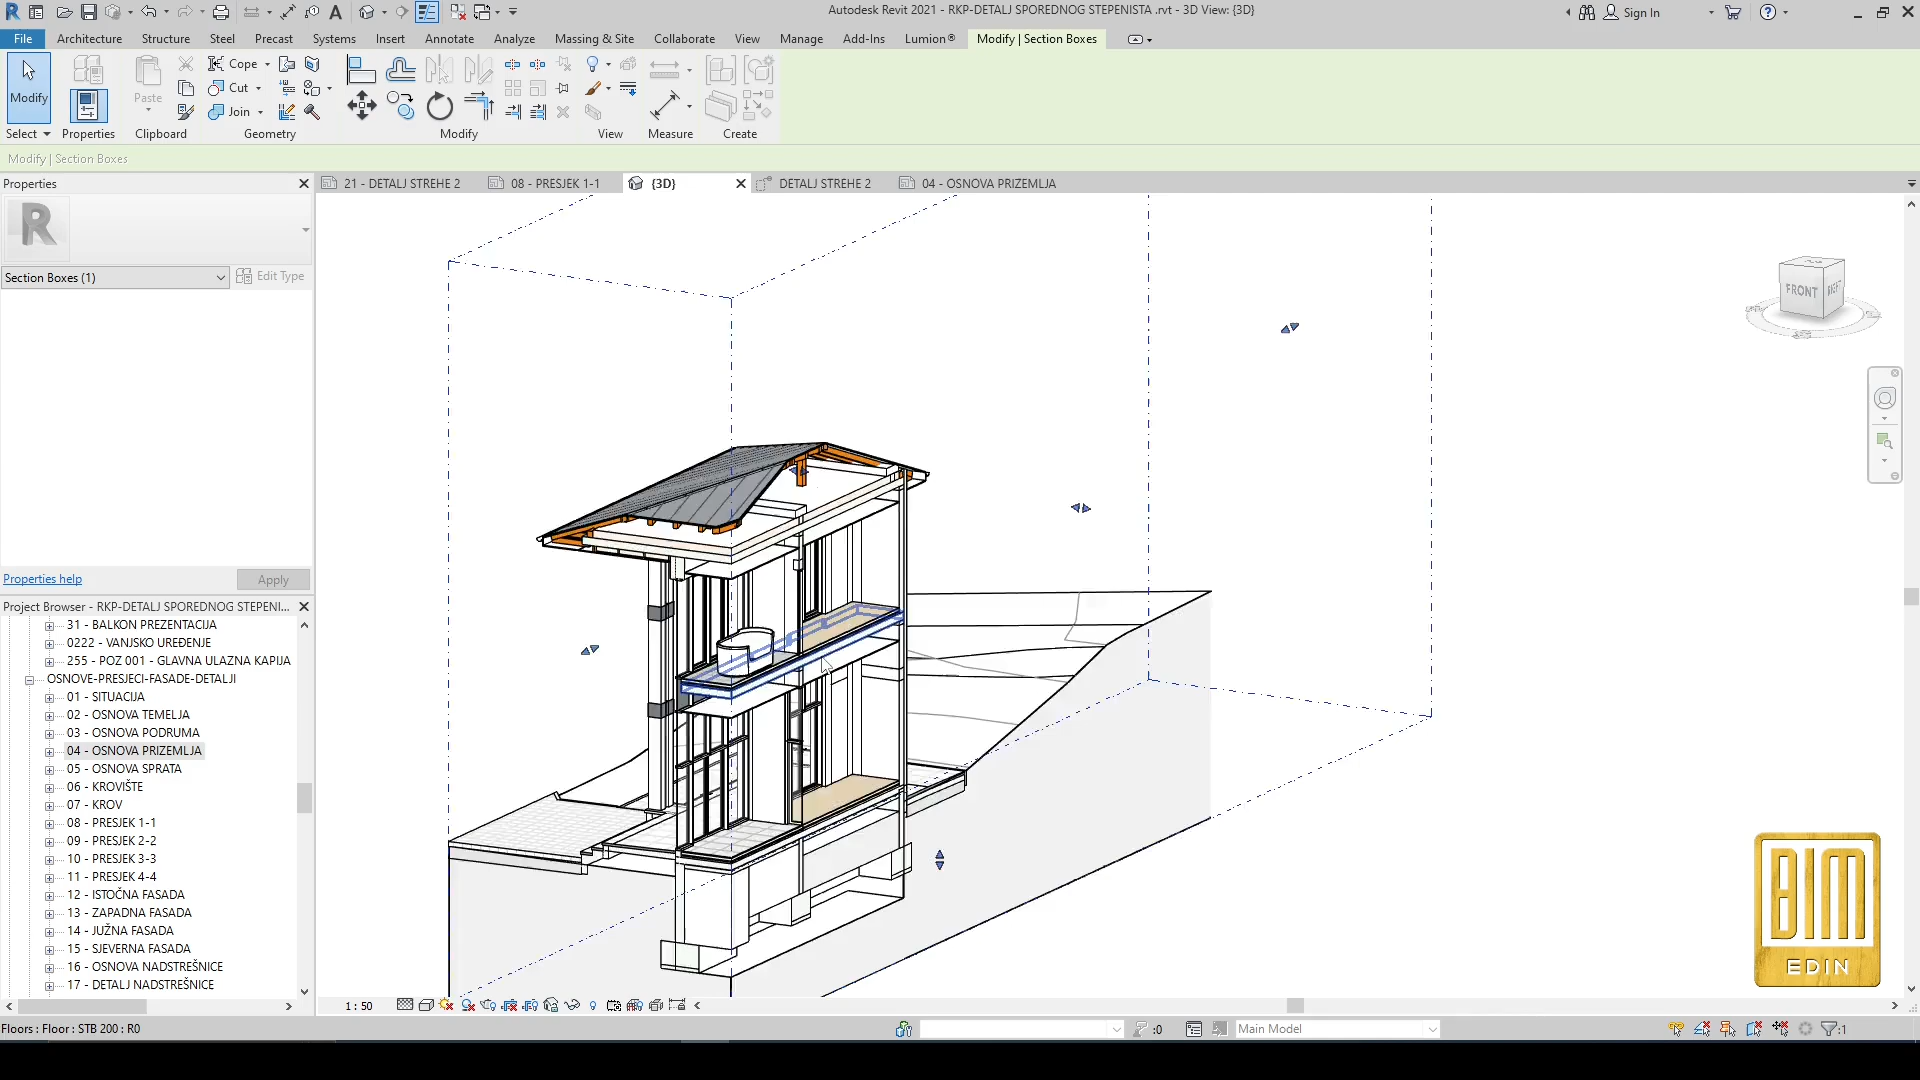 Autodesk Revit 2021 - RKP-DETALJ SPOREDNOG STEPENISTA .rvt - 3D View: {3D}
Sign In
File
Architecture
Structure
Steel
Precast
Systems
Insert
Annotate
Analyze
Massing & Site
Collaborate
View
Manage
Add-Ins
Lumion®
Modify | Section Boxes
Modify
Paste
Cope
Cut
Join
Select
Properties
Clipboard
Geometry
Modify
View
Measure
Create
Modify | Section Boxes
Properties
21 - DETALJ STREHE 2
08 - PRESJEK 1-1
{3D}
DETALJ STREHE 2
04 - OSNOVA PRIZEMLJA
R
Section Boxes (1)
Edit Type
FRONT
RIGHT
Properties help
Apply
Project Browser - RKP-DETALJ SPOREDNOG STEPENI...
31 - BALKON PREZENTACIJA
0222 - VANJSKO UREĐENJE
255 - POZ 001 - GLAVNA ULAZNA KAPIJA
OSNOVE-PRESJECI-FASADE-DETALJI
01 - SITUACIJA
02 - OSNOVA TEMELJA
03 - OSNOVA PODRUMA
04 - OSNOVA PRIZEMLJA
05 - OSNOVA SPRATA
06 - KROVIŠTE
07 - KROV
08 - PRESJEK 1-1
09 - PRESJEK 2-2
10 - PRESJEK 3-3
11 - PRESJEK 4-4
12 - ISTOČNA FASADA
13 - ZAPADNA FASADA
14 - JUŽNA FASADA
15 - SJEVERNA FASADA
16 - OSNOVA NADSTREŠNICE
17 - DETALJ NADSTREŠNICE
BIM
EDIN
1 : 50
Floors : Floor : STB 200 : R0
:0
Main Model
:1